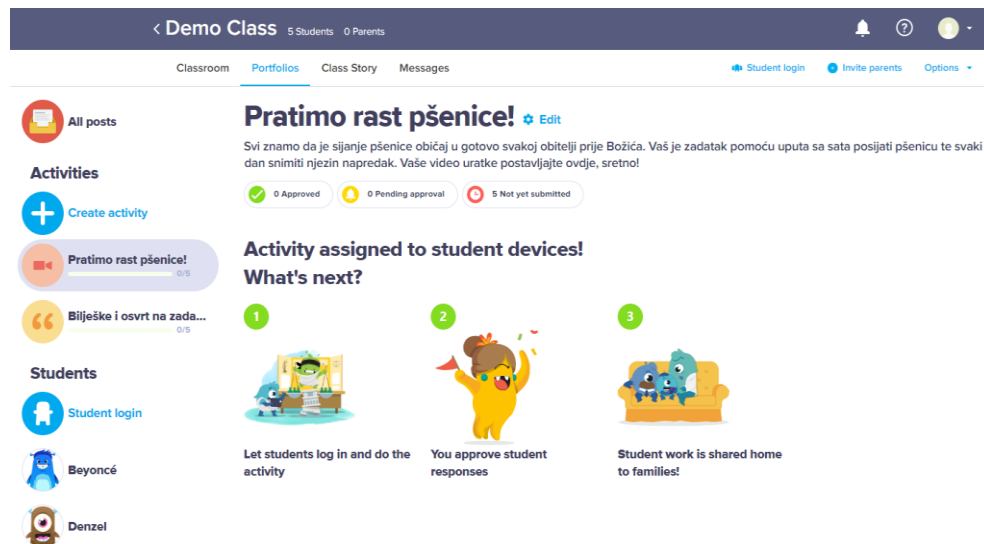 < Demo Class 5 Students 0 Parents
Classroom Portfolios Class Story Messages Student login Invite parents Options
All posts
Activities
Create activity
Pratimo rast pšenice!
0/5
Bilješke i osvrt na zada...
0/5
Students
Student login
Beyoncé
Denzel
Pratimo rast pšenice! Edit
Svi znamo da je sijanje pšenice običaj u gotovo svakoj obitelji prije Božića. Vaš je zadatak pomoću uputa sa sata posijati pšenicu te svaki
dan snimiti njezin napredak. Vaše video uratke postavljajte ovdje, sretno!
0 Approved 0 Pending approval 5 Not yet submitted
Activity assigned to student devices!
What's next?
1 2 3
Let students log in and do the
activity
You approve student
responses
Student work is shared home
to families!